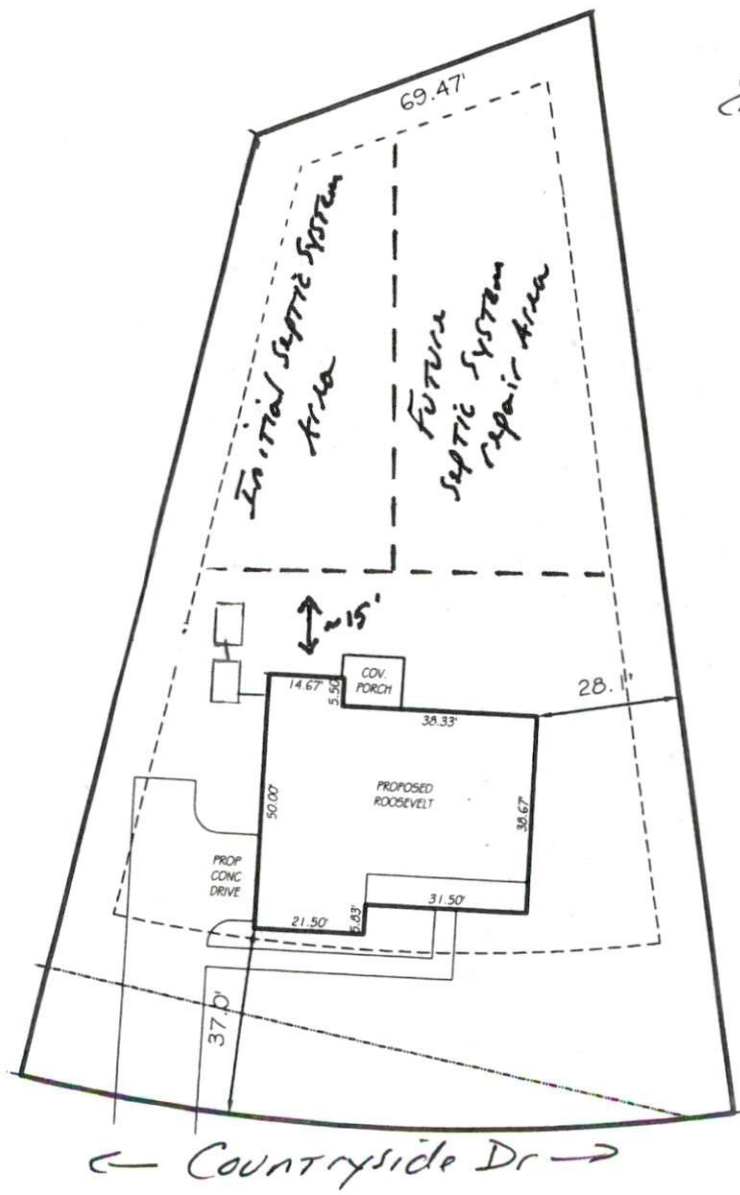 69.47'
Initial Septic System
Area
Future
Septic System
repair Area
~15'
COV.
PORCH
14.67'
5.50'
38.33'
28.1'
50.00'
PROPOSED
ROOSEVELT
38.67'
PROP
CONC
DRIVE
31.50'
21.50'
5.83'
37.0'
Countryside Dr